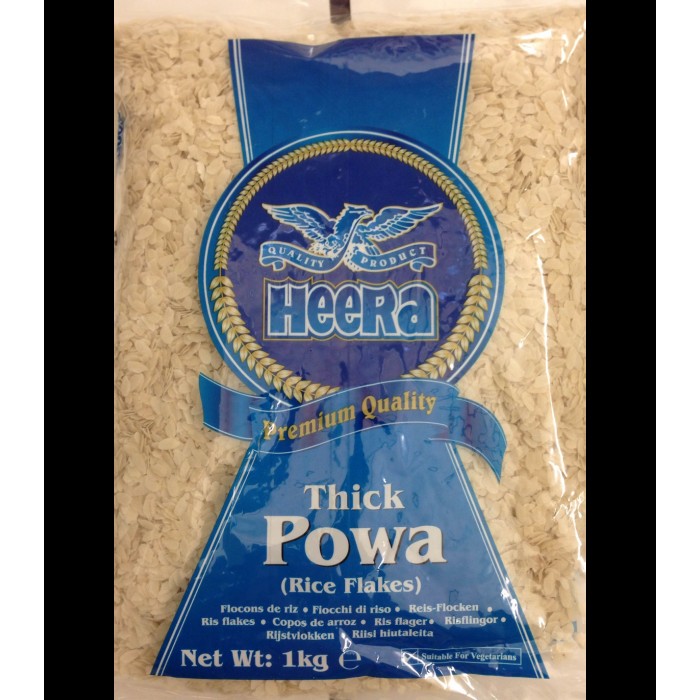 QUALITY PRODUCT
HEERA
Premium Quality
Thick
Powa
(Rice Flakes)
Flocons de riz • Fiocchi di riso • Reis-Flocken •
Ris flakes • Copos de arroz • Ris flager • Risflingor •
Rijstvlokken • Riisi hiutaleita
Net Wt: 1kg ℮
Suitable For Vegetarians